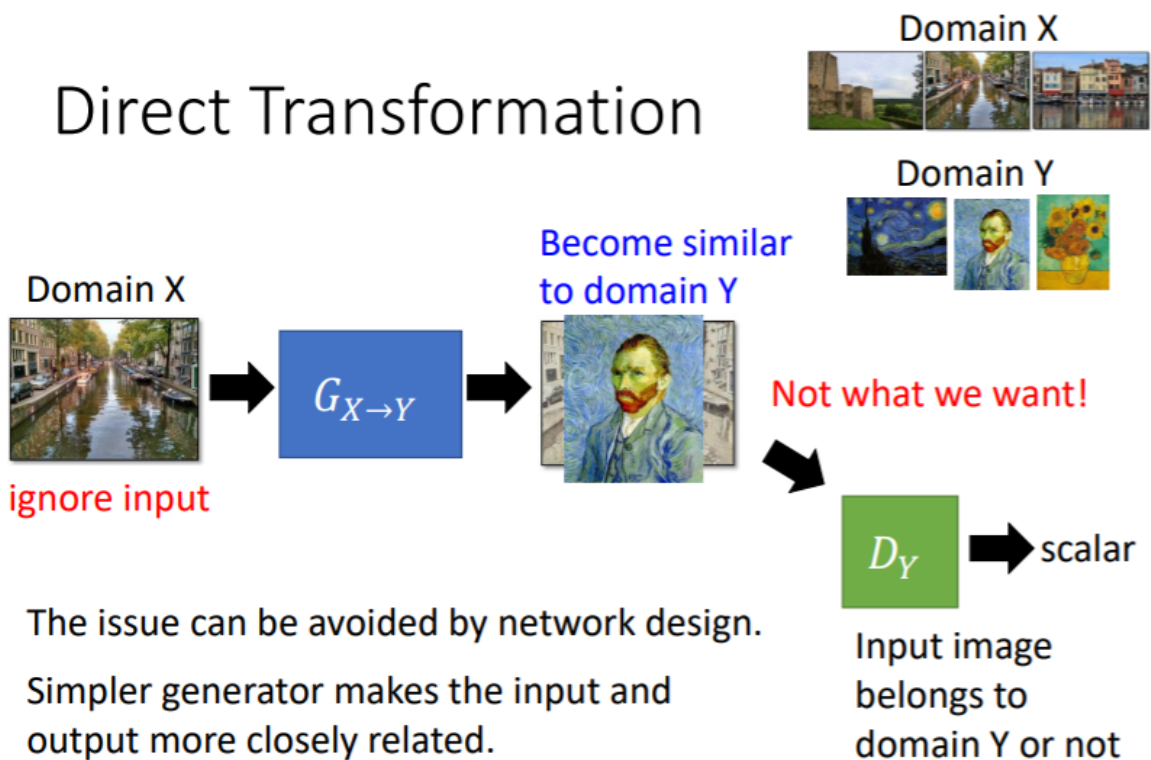 Direct Transformation
Domain X
Domain Y
Domain X
ignore input
G_{X→Y}
Become similar
to domain Y
Not what we want!
D_Y
scalar
Input image
belongs to
domain Y or not
The issue can be avoided by network design.
Simpler generator makes the input and
output more closely related.